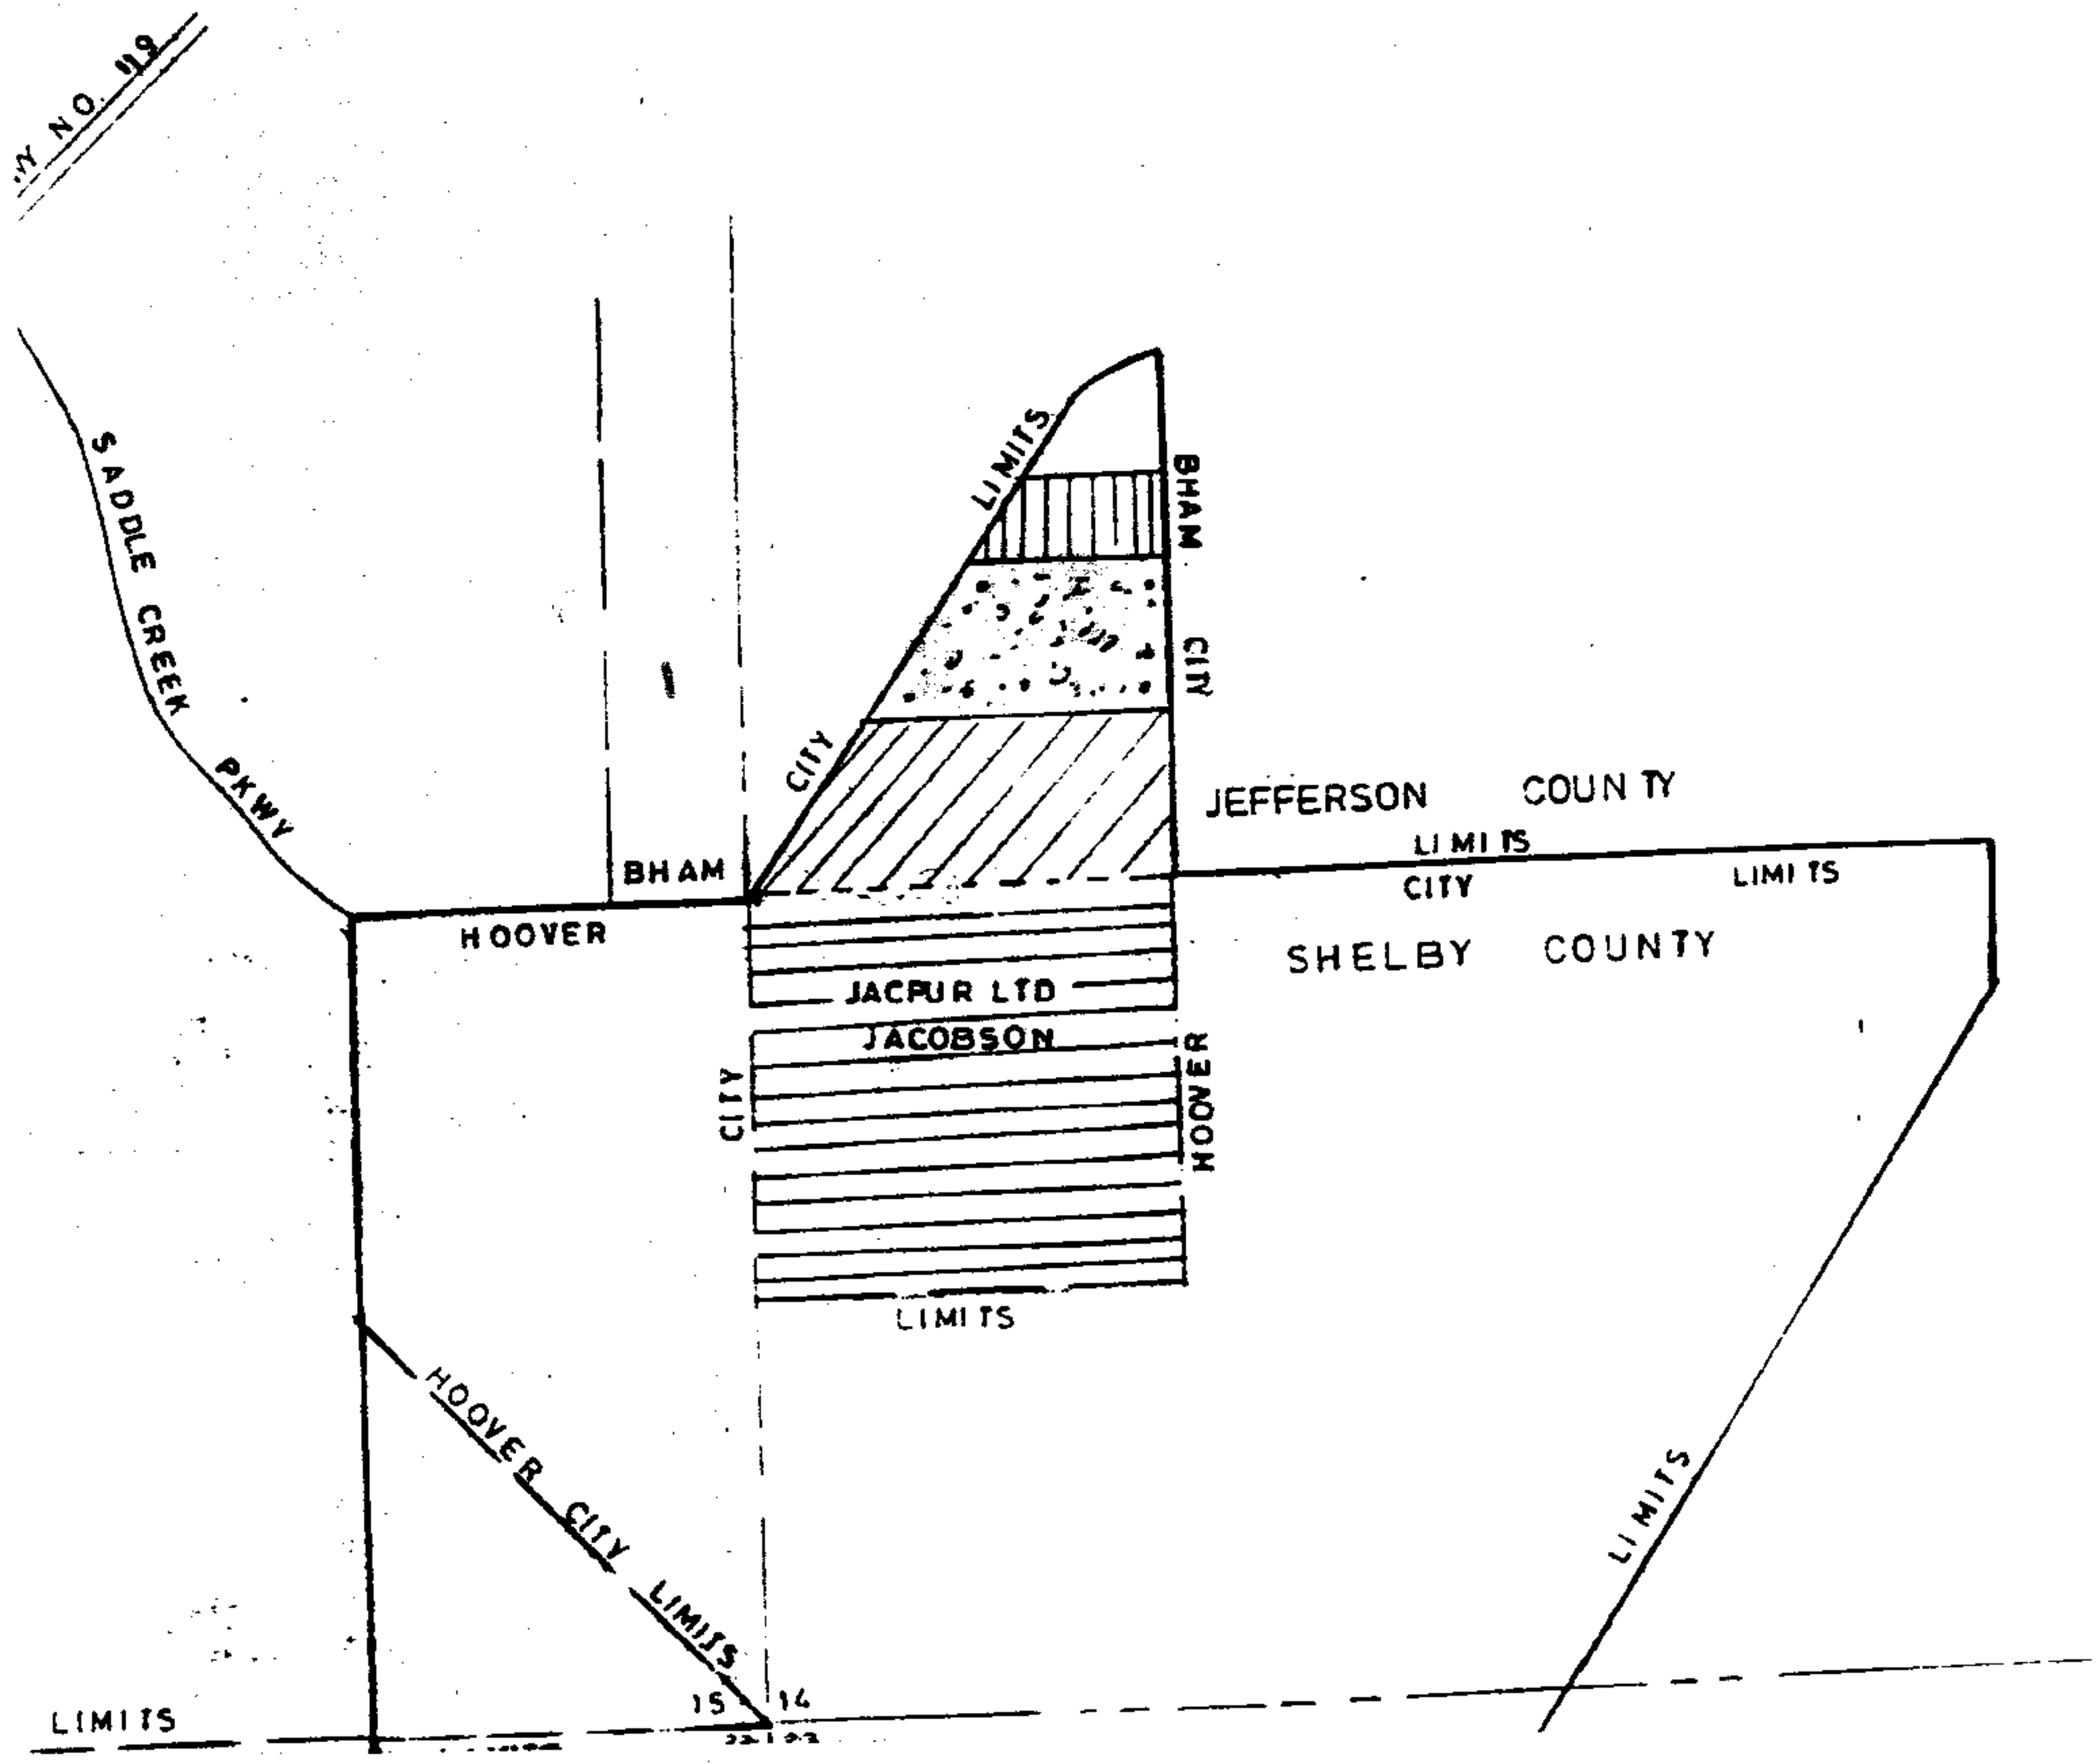 NO. 119
SADDLE CREEK PKWY
LIMITS
CITY
BHAM
CITY
JEFFERSON COUNTY
LIMITS
CITY
LIMITS
BHAM
HOOVER
SHELBY COUNTY
JACPUR LTD
JACOBSON
CITY
HOOVER
LIMITS
HOOVER CITY LIMITS
LIMITS
15 14
LIMITS